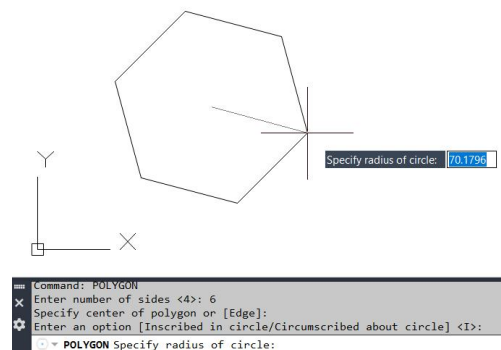 Specify radius of circle: 70.1796
Y
X
Command: POLYGON
Enter number of sides <4>: 6
Specify center of polygon or [Edge]:
Enter an option [Inscribed in circle/Circumscribed about circle] <I>:
POLYGON Specify radius of circle: